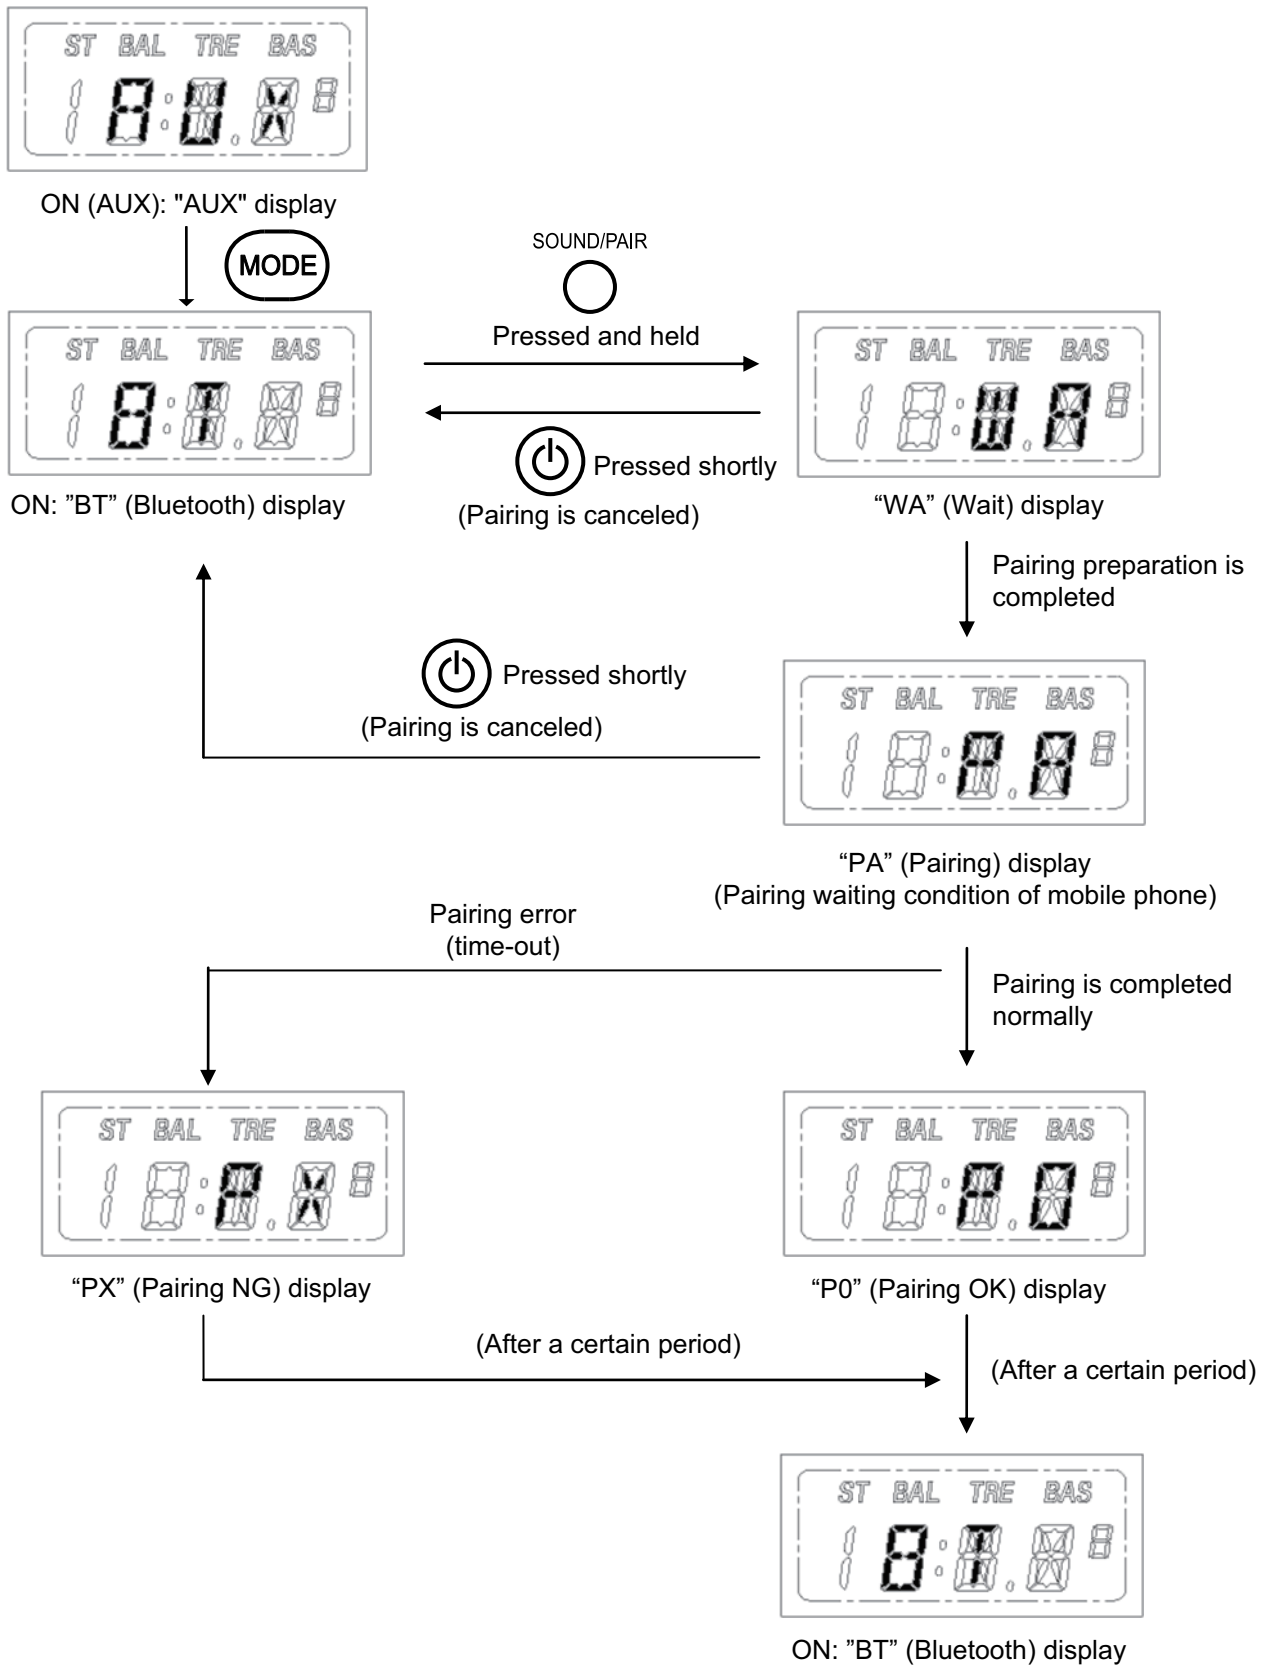 ST BAL TRE BAS
A U X
ON (AUX): "AUX" display
MODE
SOUND/PAIR
Pressed and held
ST BAL TRE BAS
B T
ON: ”BT” (Bluetooth) display
Pressed shortly
(Pairing is canceled)
ST BAL TRE BAS
W A
“WA” (Wait) display
Pairing preparation is
completed
Pressed shortly
(Pairing is canceled)
ST BAL TRE BAS
P A
“PA” (Pairing) display
(Pairing waiting condition of mobile phone)
Pairing error
(time-out)
Pairing is completed
normally
ST BAL TRE BAS
P X
“PX” (Pairing NG) display
ST BAL TRE BAS
P 0
“P0” (Pairing OK) display
(After a certain period)
(After a certain period)
ST BAL TRE BAS
B T
ON: ”BT” (Bluetooth) display